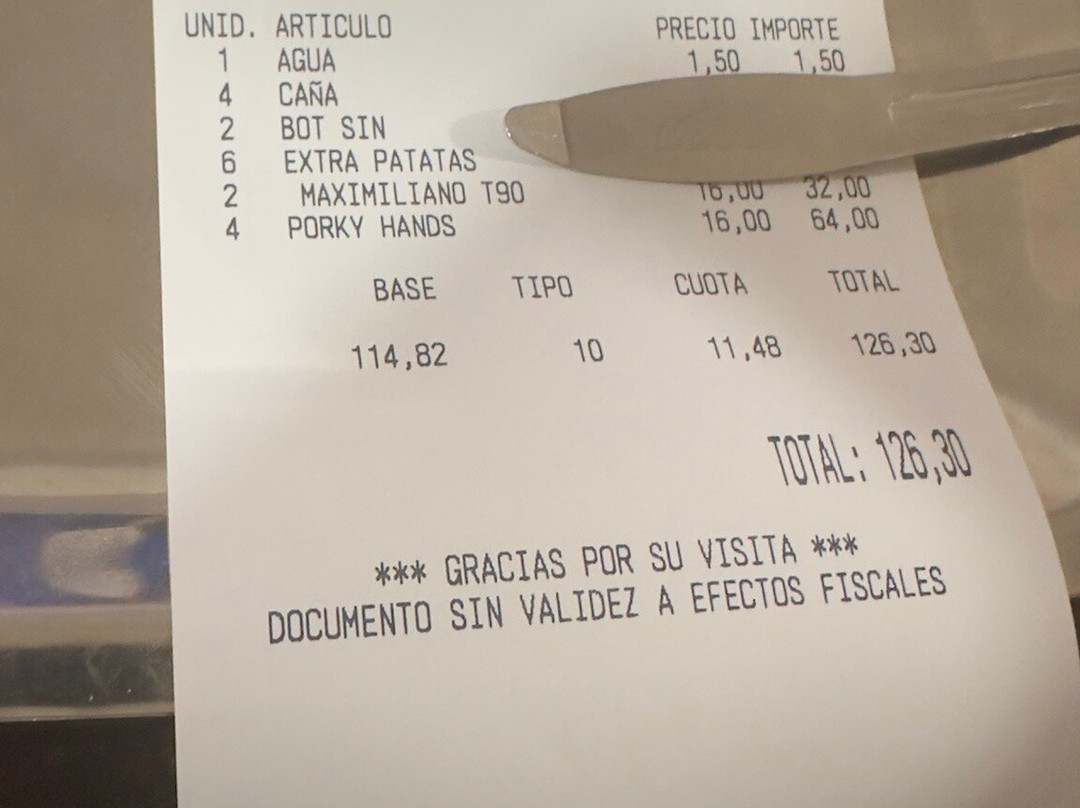 UNID. ARTICULO PRECIO IMPORTE
1 AGUA 1,50 1,50
4 CAÑA
2 BOT SIN
6 EXTRA PATATAS
2 MAXIMILIANO T90 16,00 32,00
4 PORKY HANDS 16,00 64,00
BASE TIPO CUOTA TOTAL
114,82 10 11,48 126,30
TOTAL: 126,30
*** GRACIAS POR SU VISITA ***
DOCUMENTO SIN VALIDEZ A EFECTOS FISCALES